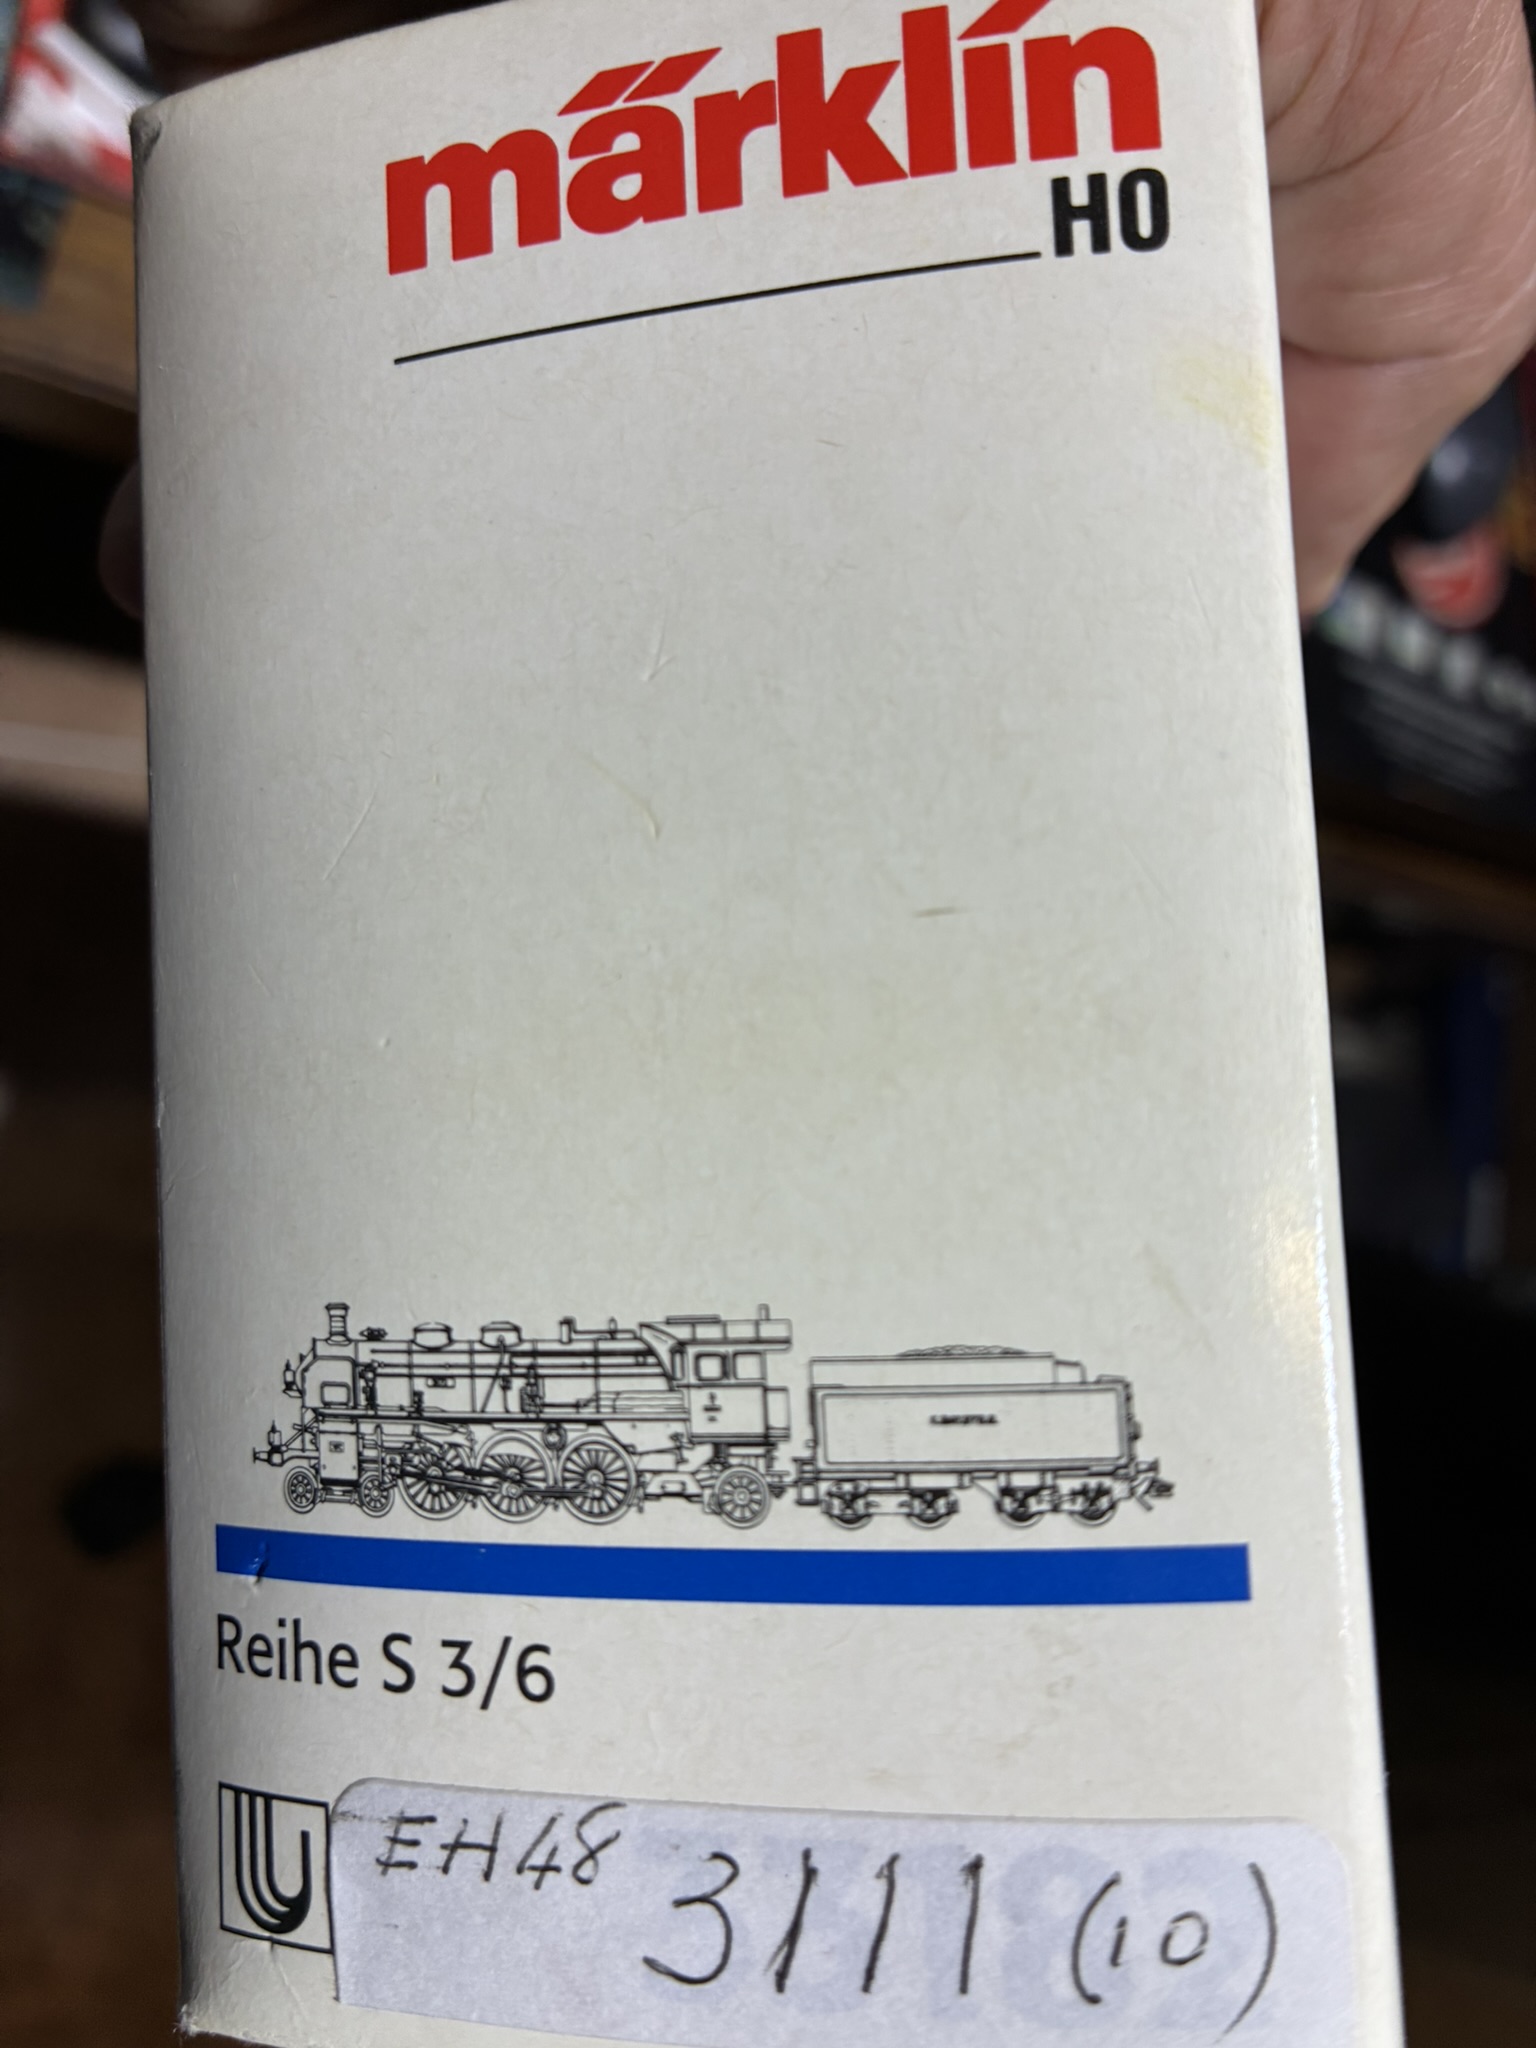 märklin
HO
Reihe S 3/6
EH48
3111 (10)